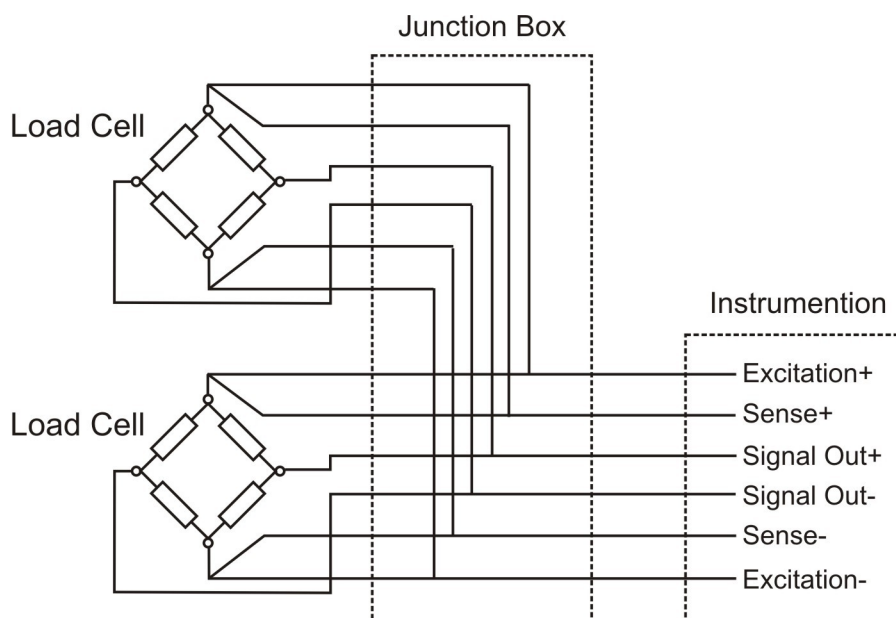 Junction Box
Load Cell
Instrumention
Excitation+
Sense+
Load Cell
Signal Out+
Signal Out-
Sense-
Excitation-